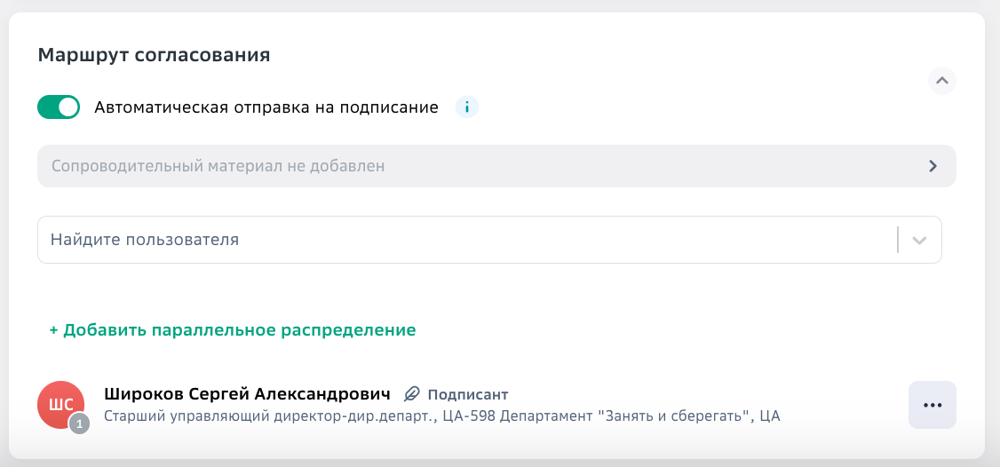 Маршрут согласования
Автоматическая отправка на подписание i
Сопроводительный материал не добавлен
Найдите пользователя
+ Добавить параллельное распределение
ШС
1
Широков Сергей Александрович Подписант
Старший управляющий директор-дир.департ., ЦА-598 Департамент "Занять и сберегать", ЦА